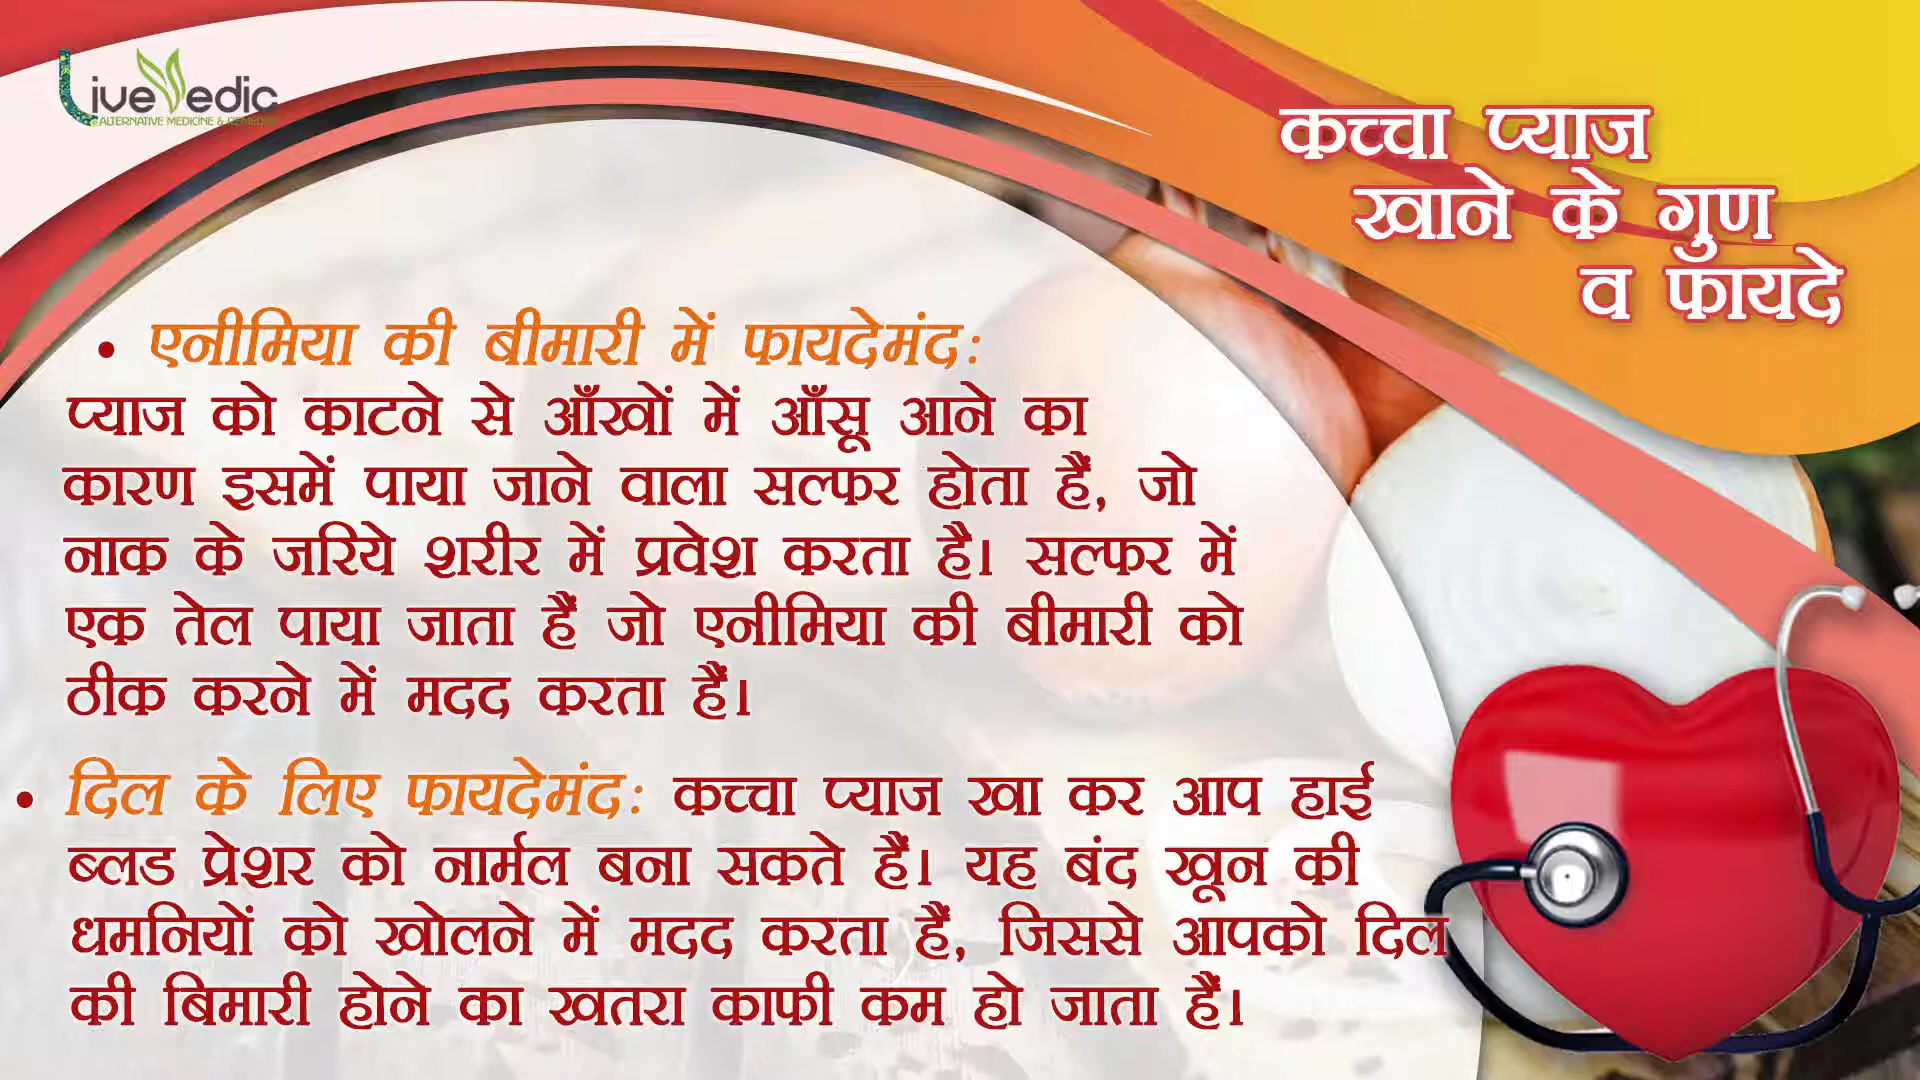 LiveVedic
ALTERNATIVE MEDICINE & REMEDIES
कच्चा प्याज
खाने के गुण
व फायदे
• एनीमिया की बीमारी में फायदेमंद:
प्याज को काटने से आँखों में आँसू आने का
कारण इसमें पाया जाने वाला सल्फर होता हैं, जो
नाक के जरिये शरीर में प्रवेश करता है। सल्फर में
एक तेल पाया जाता हैं जो एनीमिया की बीमारी को
ठीक करने में मदद करता हैं।
• दिल के लिए फायदेमंद: कच्चा प्याज खा कर आप हाई
ब्लड प्रेशर को नार्मल बना सकते हैं। यह बंद खून की
धमनियों को खोलने में मदद करता हैं, जिससे आपको दिल
की बिमारी होने का खतरा काफी कम हो जाता हैं।